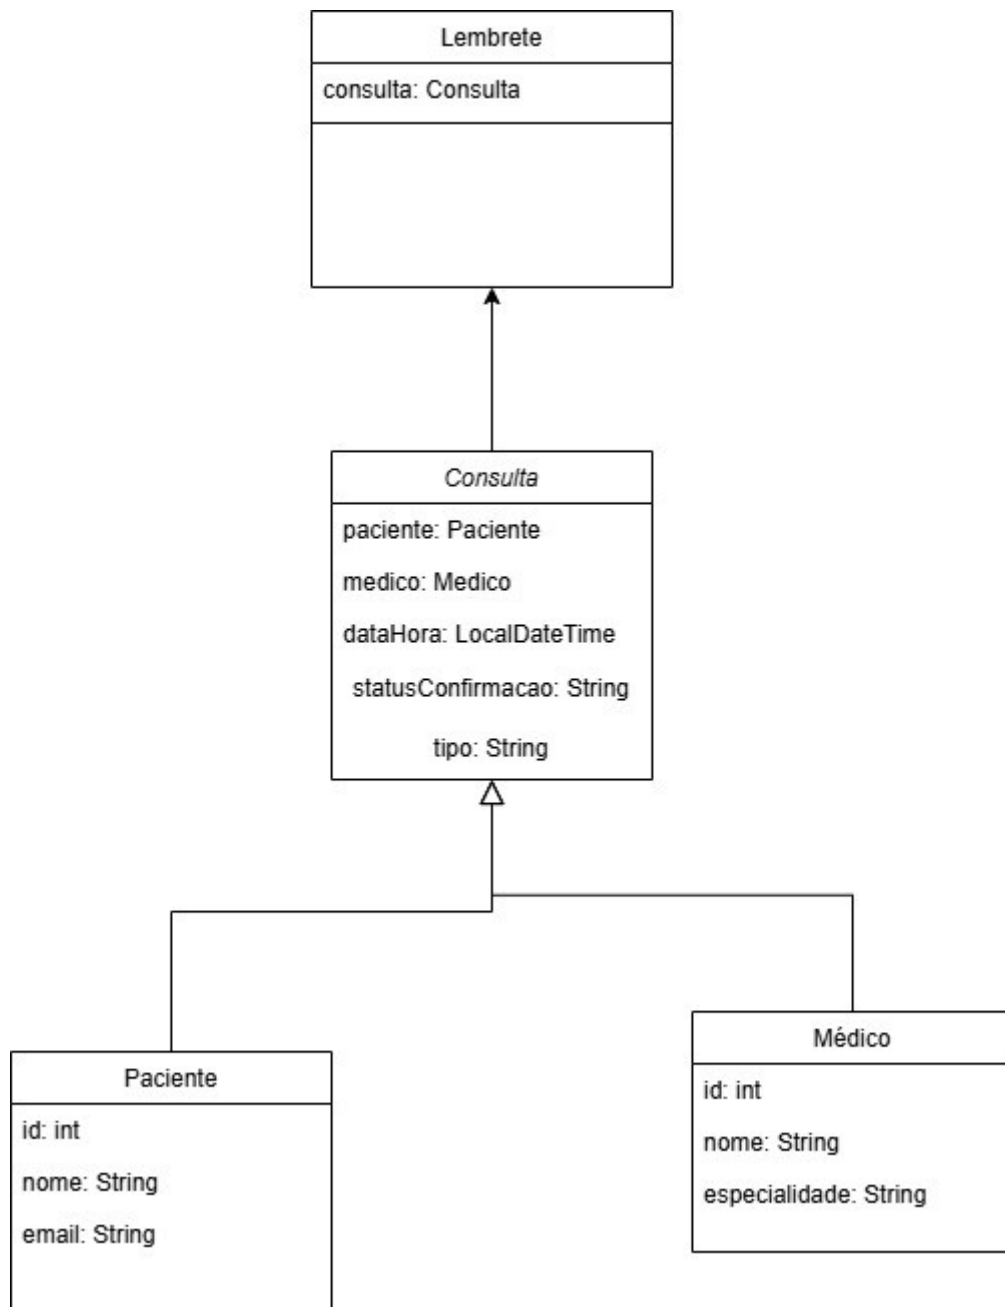 Lembrete
consulta: Consulta
Consulta
paciente: Paciente
medico: Medico
dataHora: LocalDateTime
statusConfirmacao: String
tipo: String
Paciente
id: int
nome: String
email: String
Médico
id: int
nome: String
especialidade: String